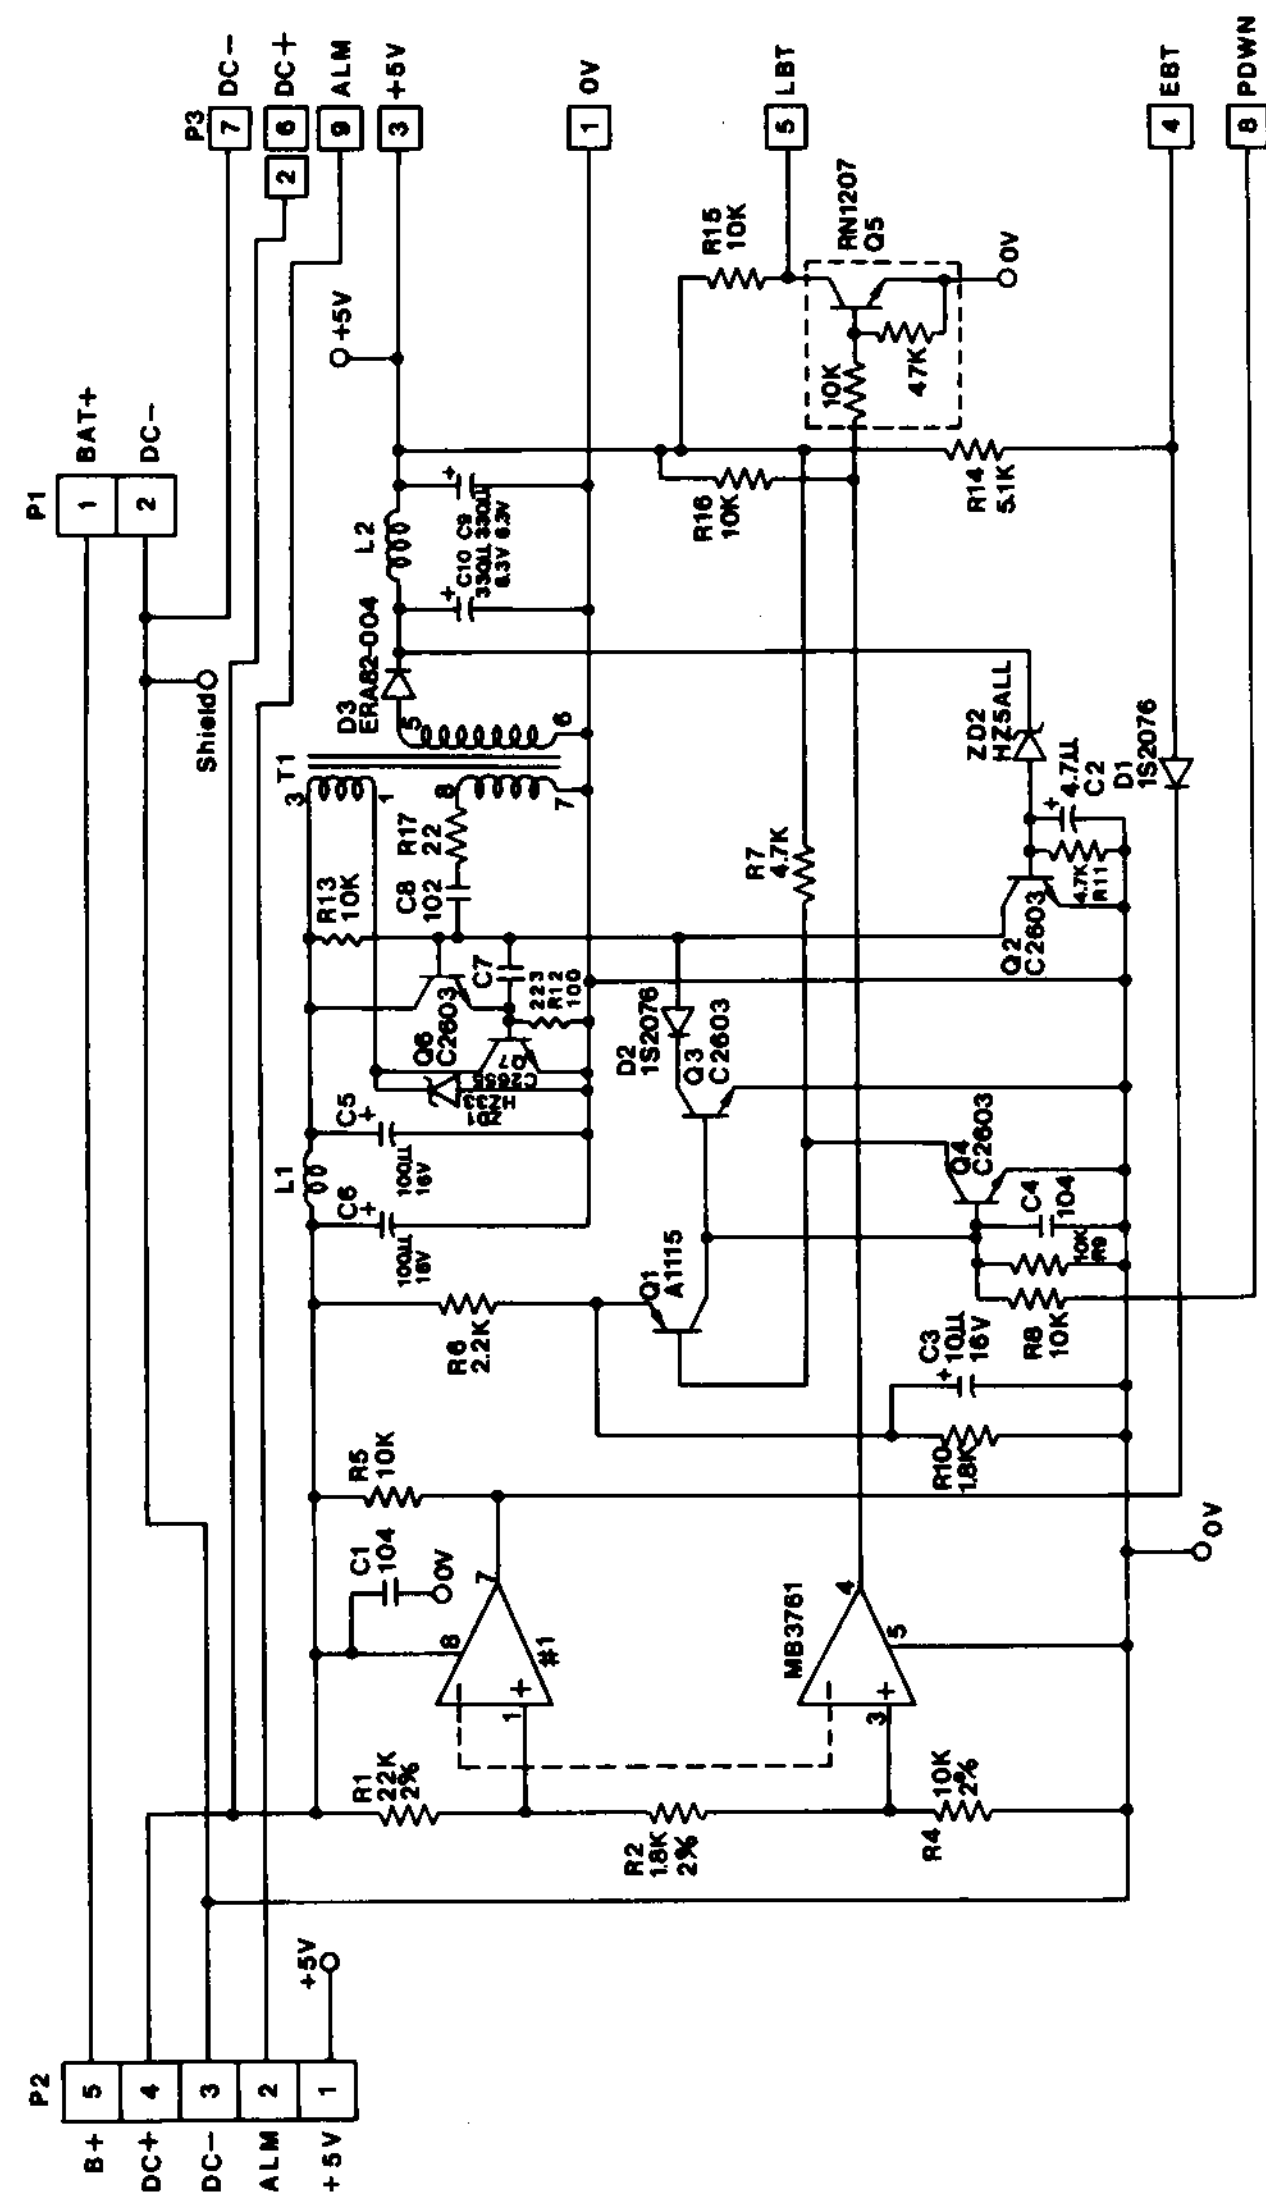 P2
B+
5
DC+
4
DC-
3
ALM
2
+5V
1
+5V
P1
1
BAT+
2
DC-
Shield
P3
7
DC-
2
6
DC+
9
ALM
3
+5V
1
0V
5
LBT
4
EBT
8
PDWN
R1
22K
2%
R2
1.8K
2%
R4
10K
2%
1
8
7
#1
C1
104
0V
MB3761
3
4
5
0V
R5
10K
R6
2.2K
R10
1.8K
C3
10µ
16V
R8
10K
10K
R9
C4
104
Q4
C2603
Q1
A1115
L1
C6
100µ
16V
C5
100µ
16V
Q6
C2603
C7
223
R12
100
R13
10K
C8
102
R17
22
T1
3
1
8
7
5
6
D3
ERA82-004
L2
C10
330µ
6.3V
C9
330µ
6.3V
+5V
D2
1S2076
Q3
C2603
R7
4.7K
Q2
C2603
4.7K
R11
4.7µ
C2
ZD2
HZ5ALL
D1
1S2076
R16
10K
R15
10K
R14
5.1K
RN1207
Q5
10K
47K
0V